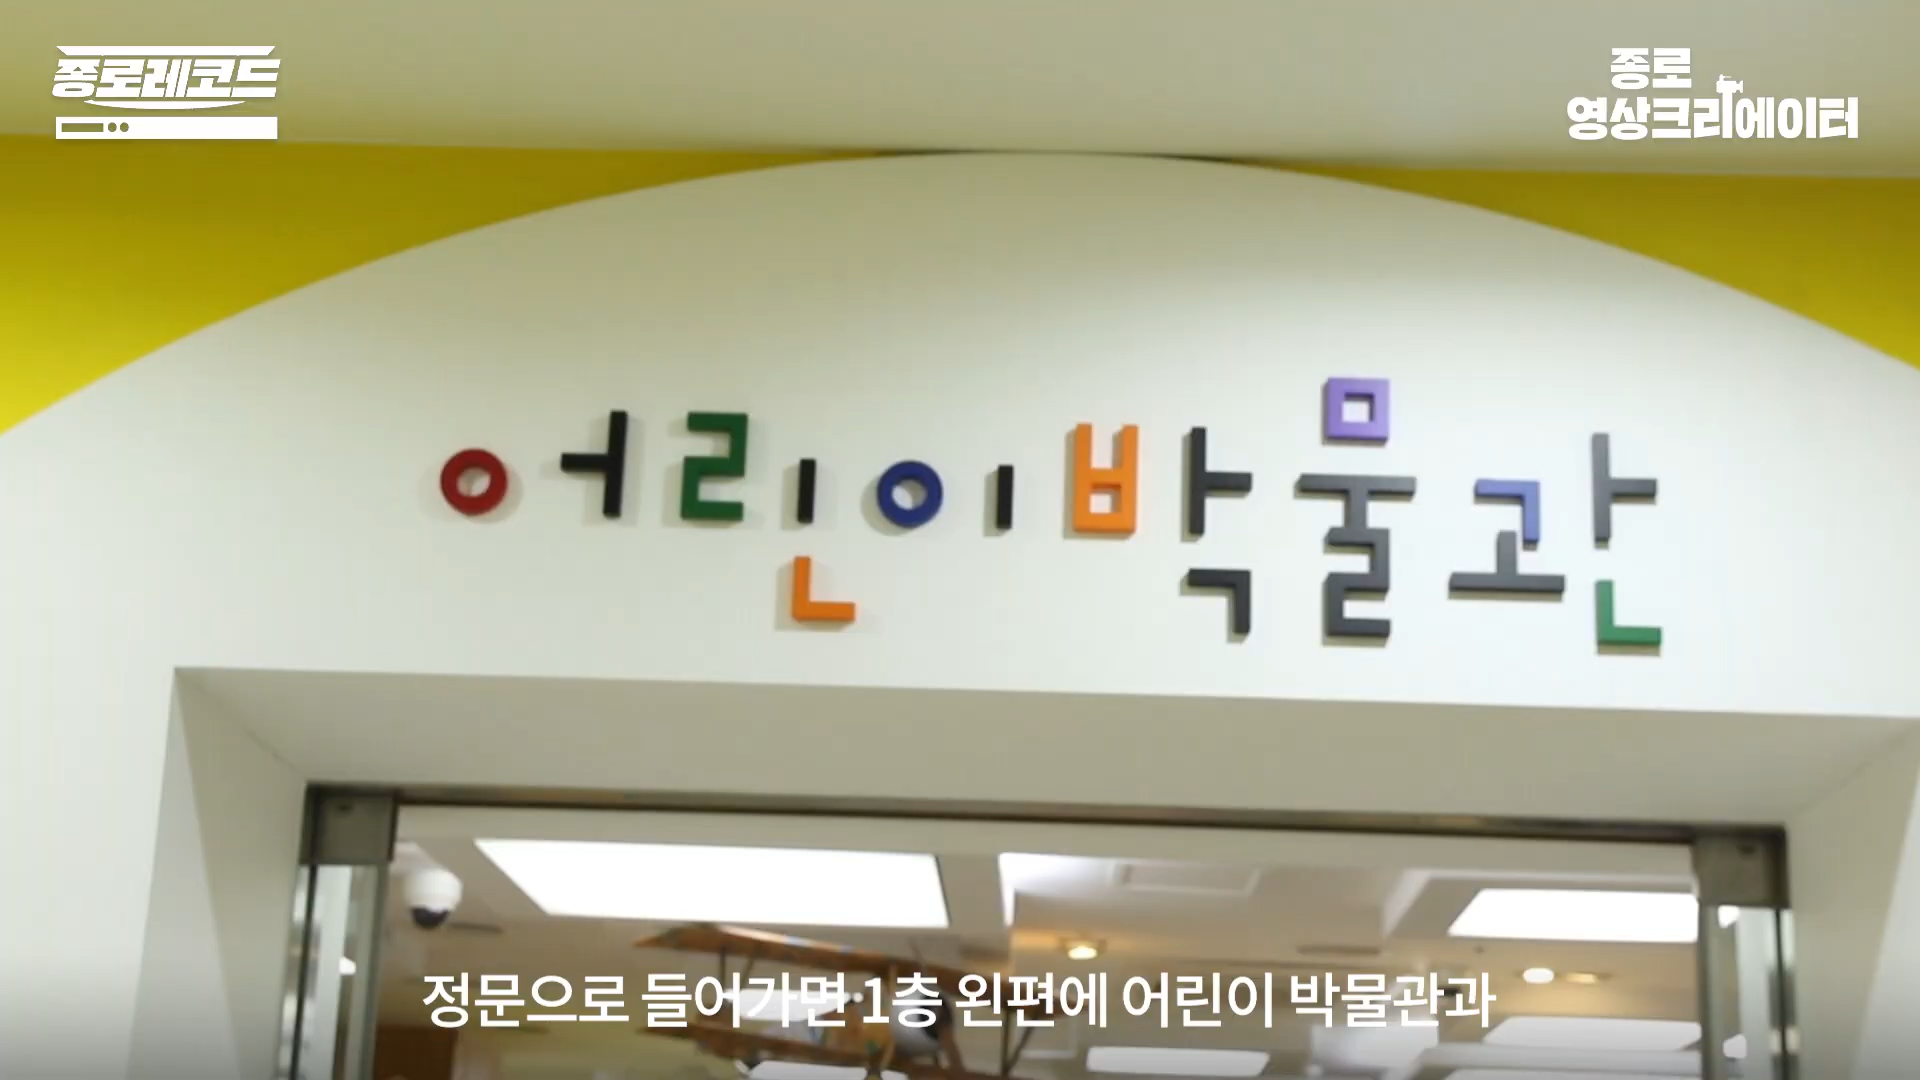 종로레코드
종로
영상크리에이터
어린이박물관
정문으로 들어가면 1층 왼편에 어린이 박물관과